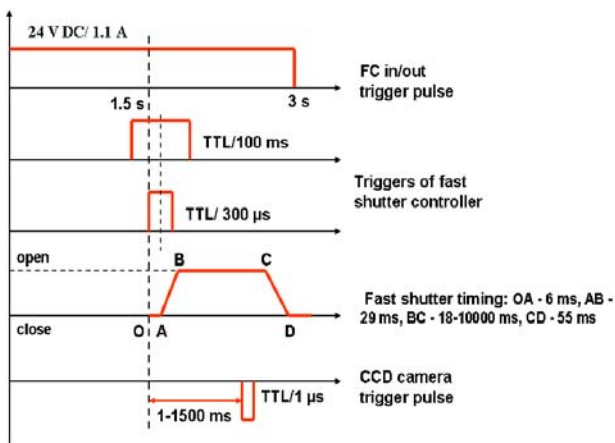 24 V DC/ 1.1 A
FC in/out
trigger pulse
1.5 s
3 s
TTL/100 ms
Triggers of fast
shutter controller
TTL/ 300 µs
open
B
C
Fast shutter timing: OA - 6 ms, AB -
29 ms, BC - 18-10000 ms, CD - 55 ms
close
O
A
D
CCD camera
trigger pulse
TTL/1 µs
1-1500 ms